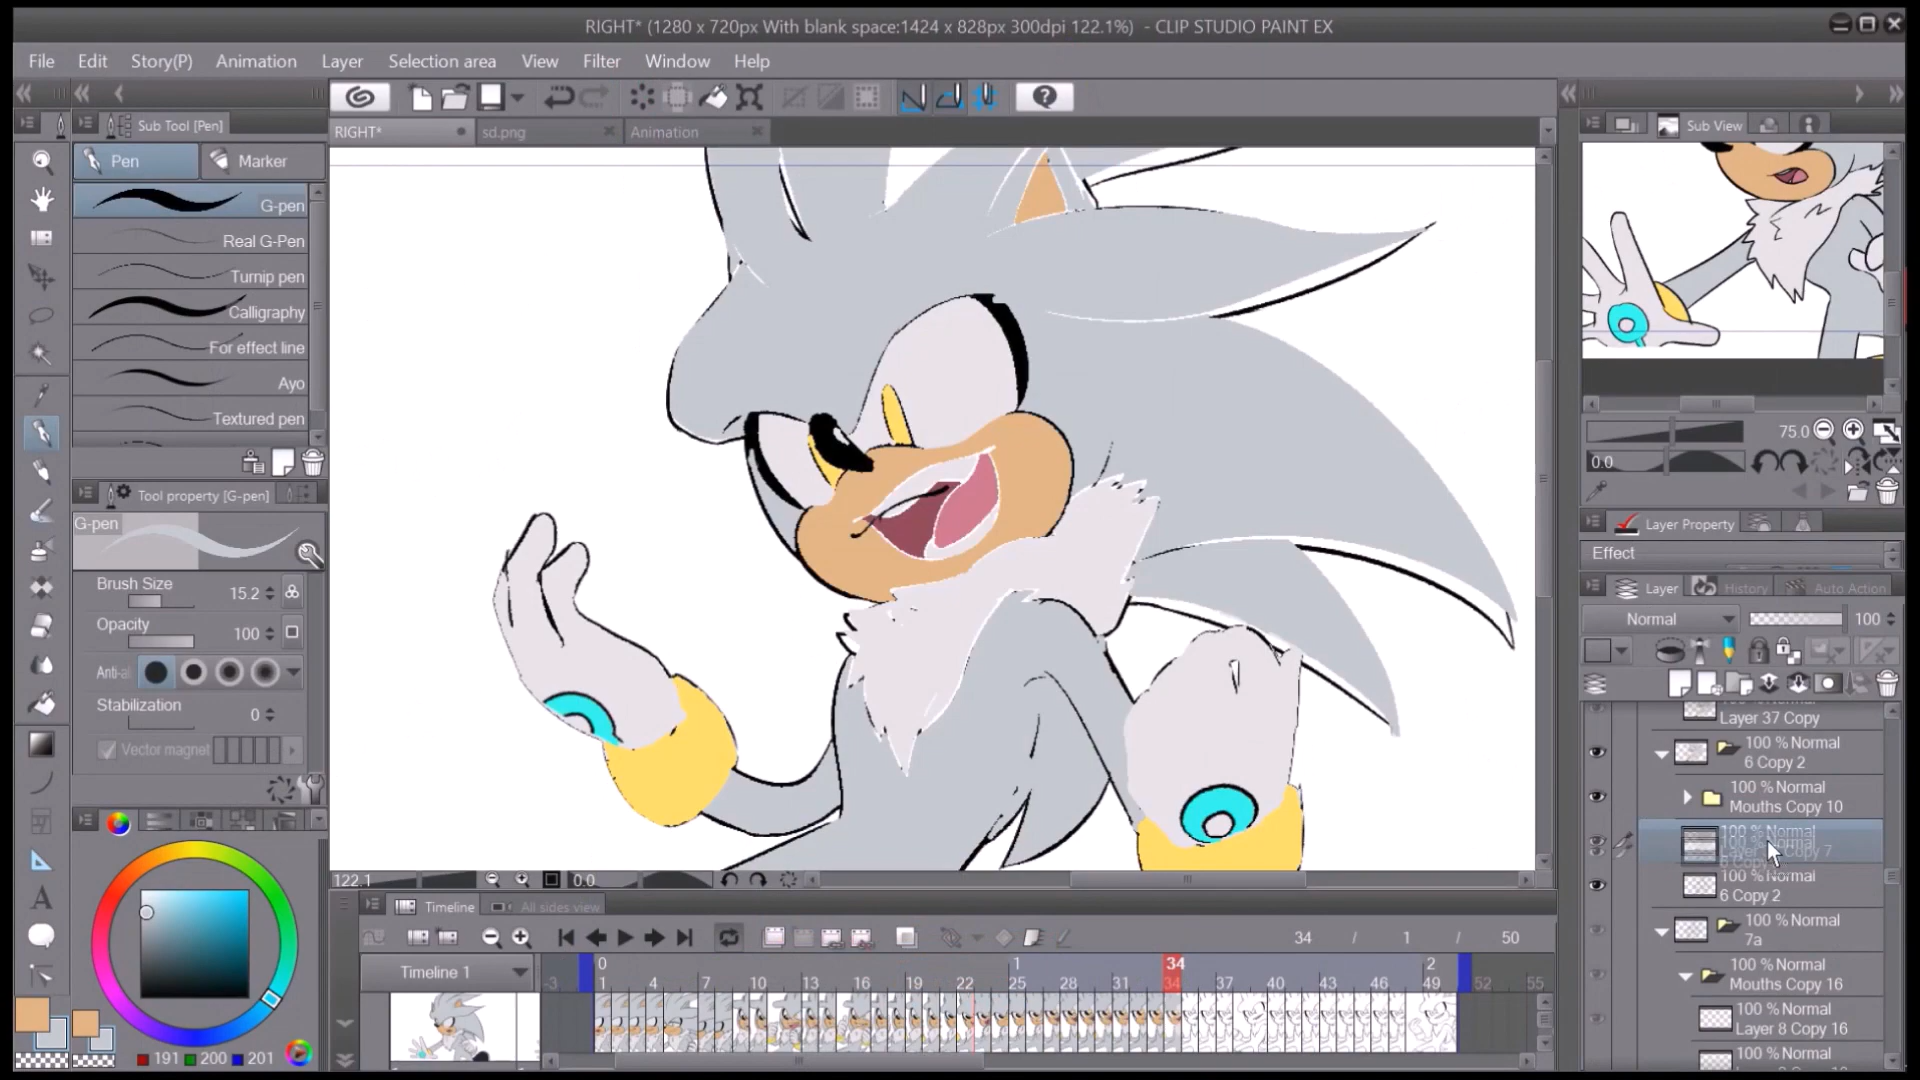 RIGHT* (1280 x 720px With blank space:1424 x 828px 300dpi 122.1%) - CLIP STUDIO PAINT EX
File Edit Story(P) Animation Layer Selection area View Filter Window Help
Sub Tool [Pen]
Pen
Marker
G-pen
Real G-Pen
Turnip pen
Calligraphy
For effect line
Ayo
Textured pen
Tool property [G-pen]
G-pen
Brush Size 15.2
Opacity 100
Anti-al
Stabilization
0
Vector magnet
191 200 201
RIGHT* sd.png Animation
122.1 0.0
Timeline All sides view
34 / 1 / 50
Timeline 1
0 1 34 2
-3 1 4 7 10 13 16 19 22 25 28 31 34 37 40 43 46 49 52 55
Sub View
75.0
0.0
Layer Property
Effect
Layer History Auto Action
Normal 100
Layer 37 Copy
100 % Normal
6 Copy 2
100 % Normal
Mouths Copy 10
100 % Normal
100 % Normal
6 Copy 2
100 % Normal
7a
100 % Normal
Mouths Copy 16
100 % Normal
Layer 8 Copy 16
100 % Normal